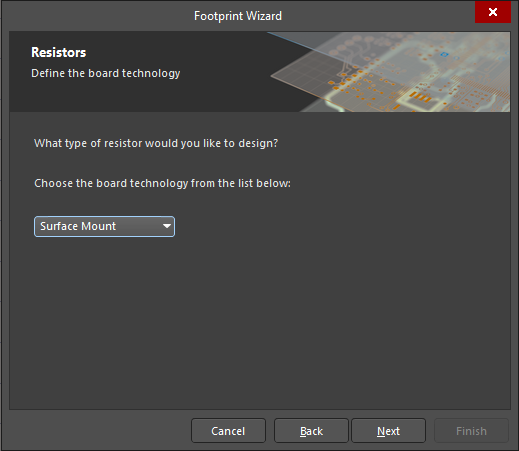 Footprint Wizard
Resistors
Define the board technology
What type of resistor would you like to design?
Choose the board technology from the list below:
Surface Mount
Cancel
Back
Next
Finish